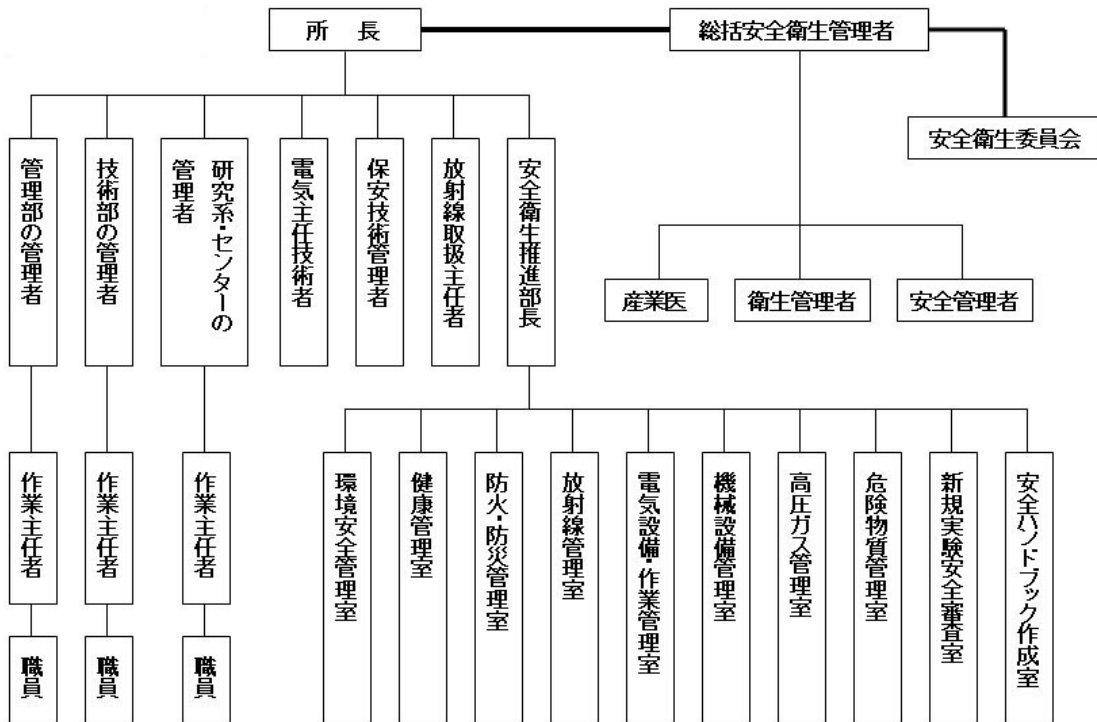 所 長
総括安全衛生管理者
安全衛生委員会
管理部の管理者
技術部の管理者
研究系・センターの
管理者
電気主任技術者
保安技術管理者
放射線取扱主任者
安全衛生推進部長
産業医
衛生管理者
安全管理者
作業主任者
作業主任者
作業主任者
環境安全管理室
健康管理室
防火・防災管理室
放射線管理室
電気設備・作業管理室
機械設備管理室
高圧ガス管理室
危険物質管理室
新規実験安全審査室
安全ハンドブック作成室
職員
職員
職員